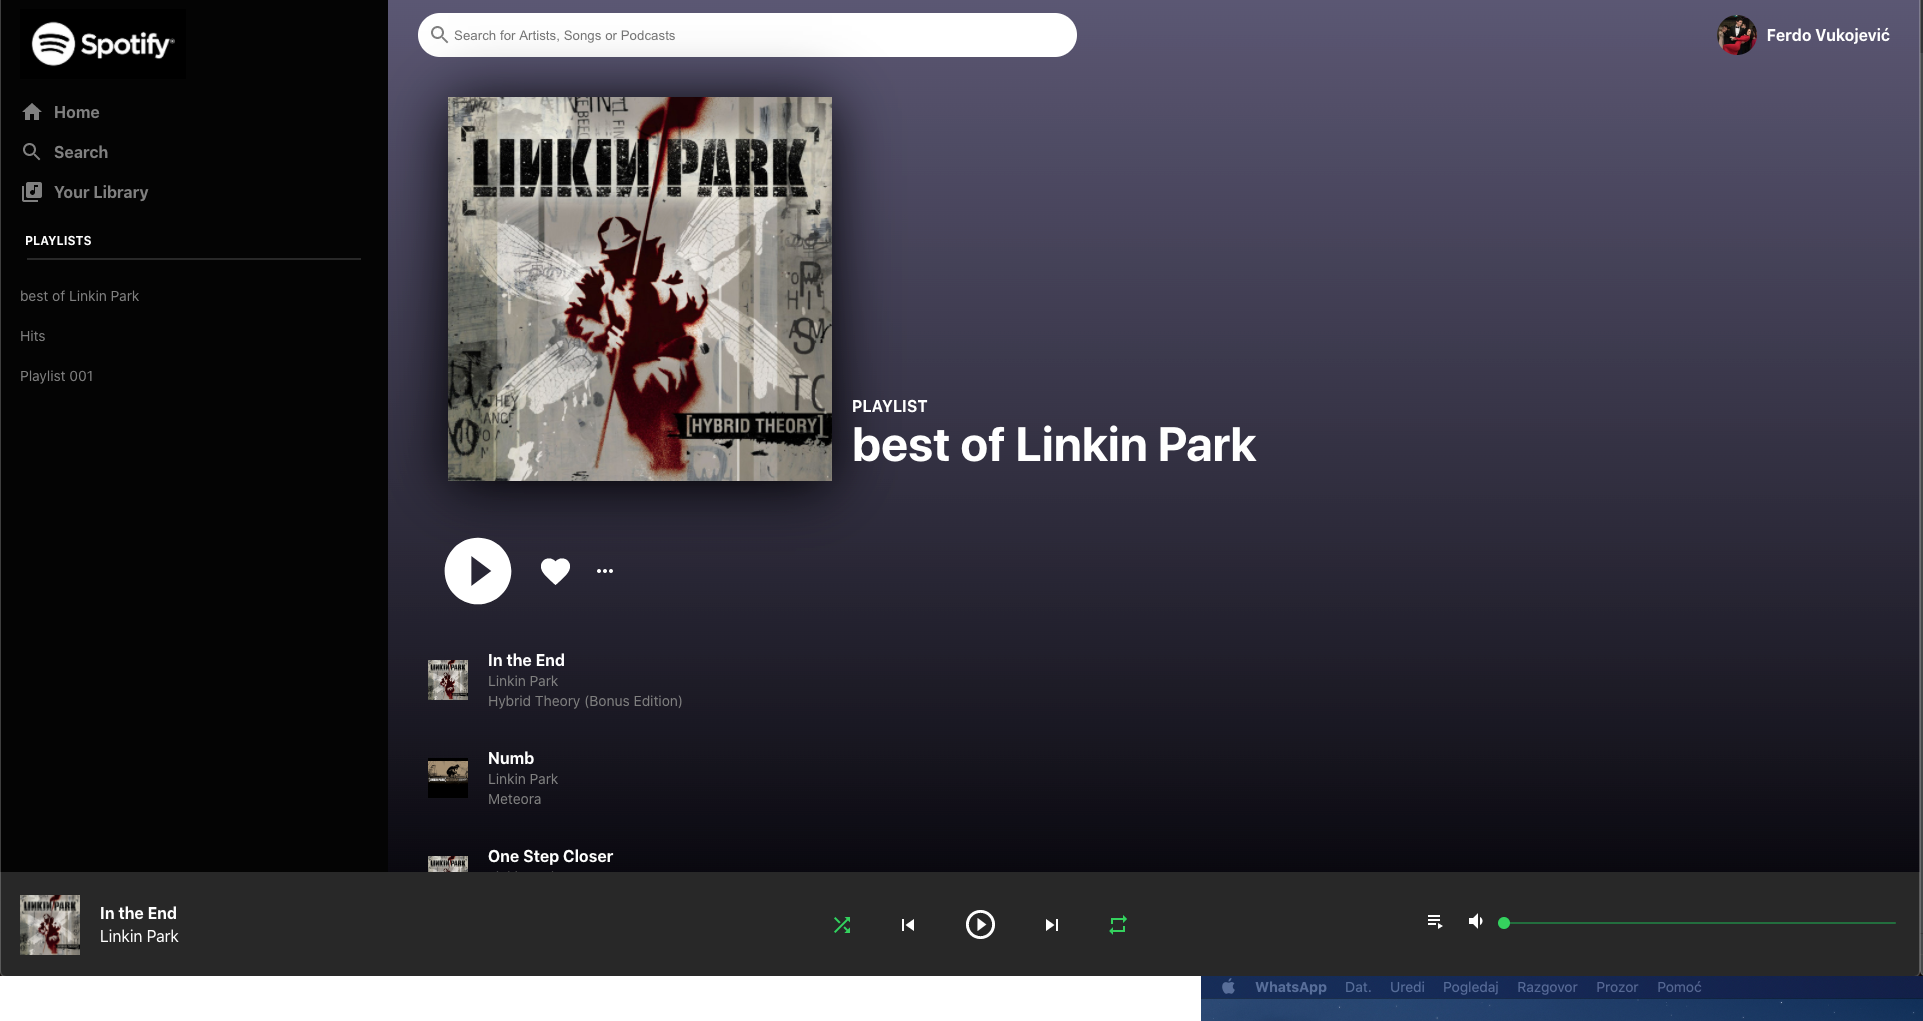 Spotify
Search for Artists, Songs or Podcasts
Ferdo Vukojević
Home
Search
Your Library
PLAYLISTS
best of Linkin Park
Hits
Playlist 001
LINKIN PARK
[HYBRID THEORY]
PLAYLIST
best of Linkin Park
In the End
Linkin Park
Hybrid Theory (Bonus Edition)
Numb
Linkin Park
Meteora
One Step Closer
In the End
Linkin Park
WhatsApp Dat. Uredi Pogledaj Razgovor Prozor Pomoć